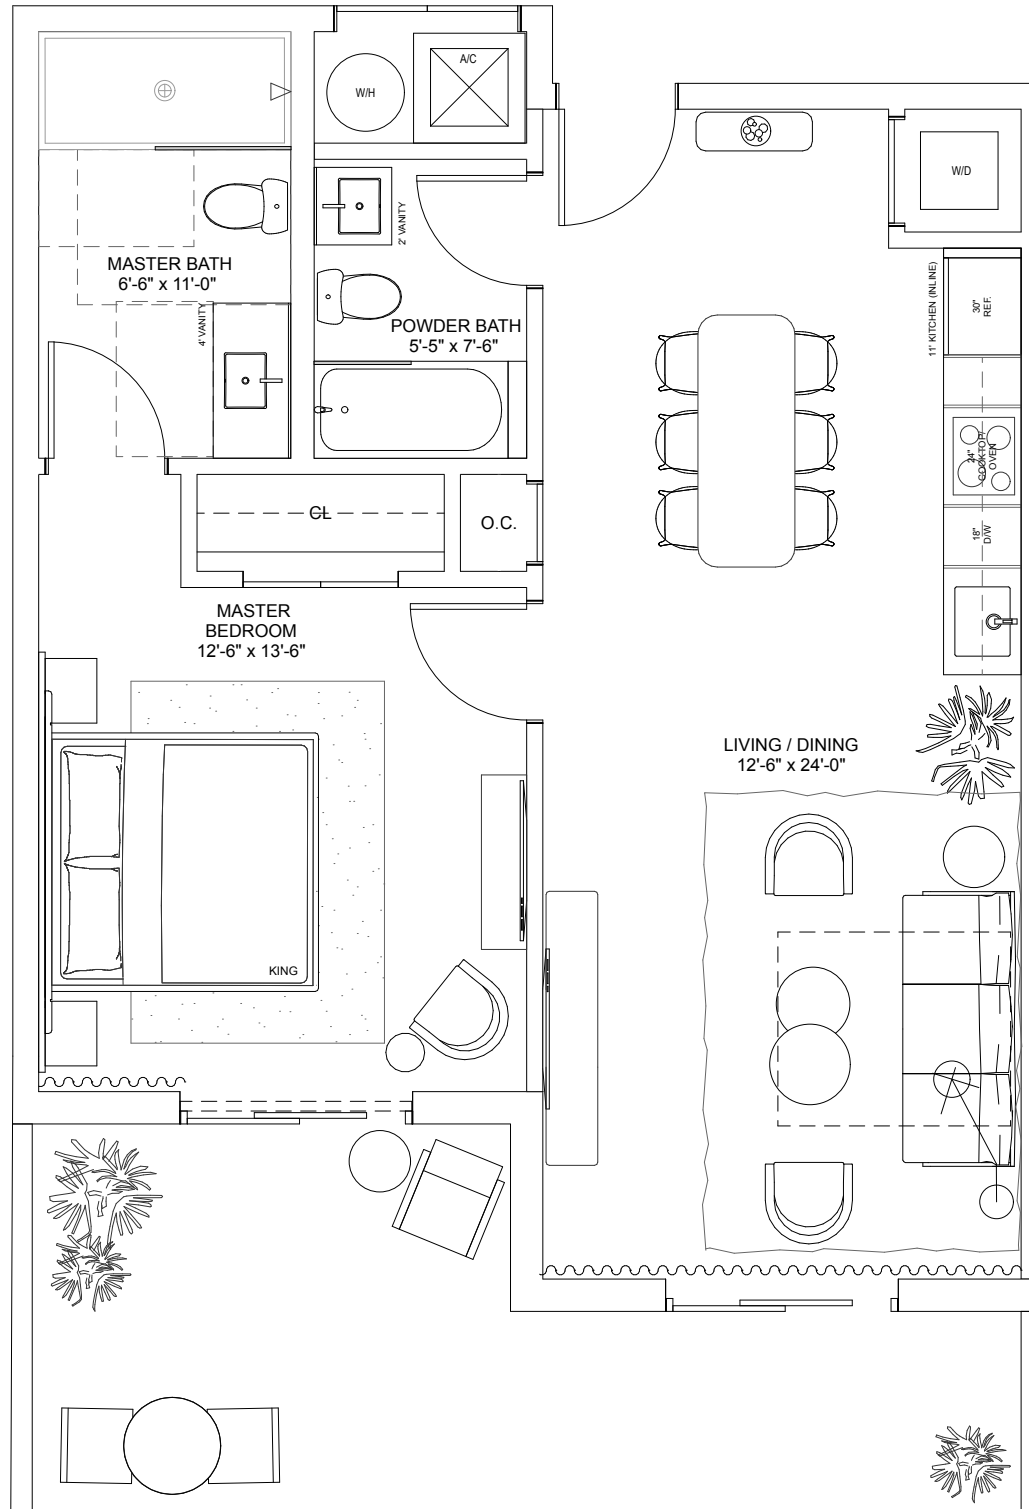 A/C
W/H
W/D
2' VANITY
MASTER BATH
6'-6" x 11'-0"
4' VANITY
POWDER BATH
5'-5" x 7'-6"
11' KITCHEN (INLINE)
30"
REF.
24"
COOKTOP/
OVEN
18"
D/W
CL
O.C.
MASTER
BEDROOM
12'-6" x 13'-6"
LIVING / DINING
12'-6" x 24'-0"
KING